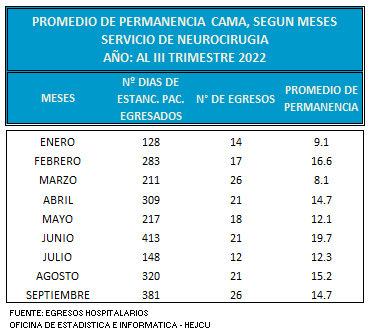 PROMEDIO DE PERMANENCIA CAMA, SEGUN MESES
SERVICIO DE NEUROCIRUGIA
AÑO: AL III TRIMESTRE 2022
MESES Nº DIAS DE ESTANC. PAC. EGRESADOS N° DE EGRESOS PROMEDIO DE PERMANENCIA
ENERO 128 14 9.1
FEBRERO 283 17 16.6
MARZO 211 26 8.1
ABRIL 309 21 14.7
MAYO 217 18 12.1
JUNIO 413 21 19.7
JULIO 148 12 12.3
AGOSTO 320 21 15.2
SEPTIEMBRE 381 26 14.7
FUENTE: EGRESOS HOSPITALARIOS
OFICINA DE ESTADISTICA E INFORMATICA - HEJCU